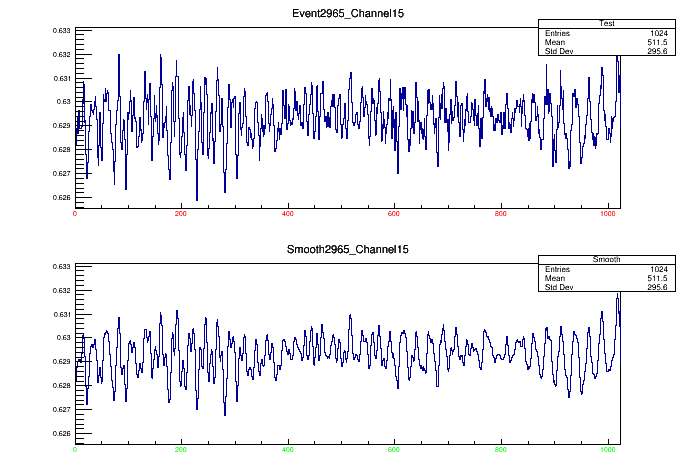 Event2965_Channel15
Test
Entries 1024
Mean 511.5
Std Dev 295.6
0.633
0.632
0.631
0.63
0.629
0.628
0.627
0.626
0 200 400 600 800 1000
Smooth2965_Channel15
Smooth
Entries 1024
Mean 511.5
Std Dev 295.6
0.633
0.632
0.631
0.63
0.629
0.628
0.627
0.626
0 200 400 600 800 1000